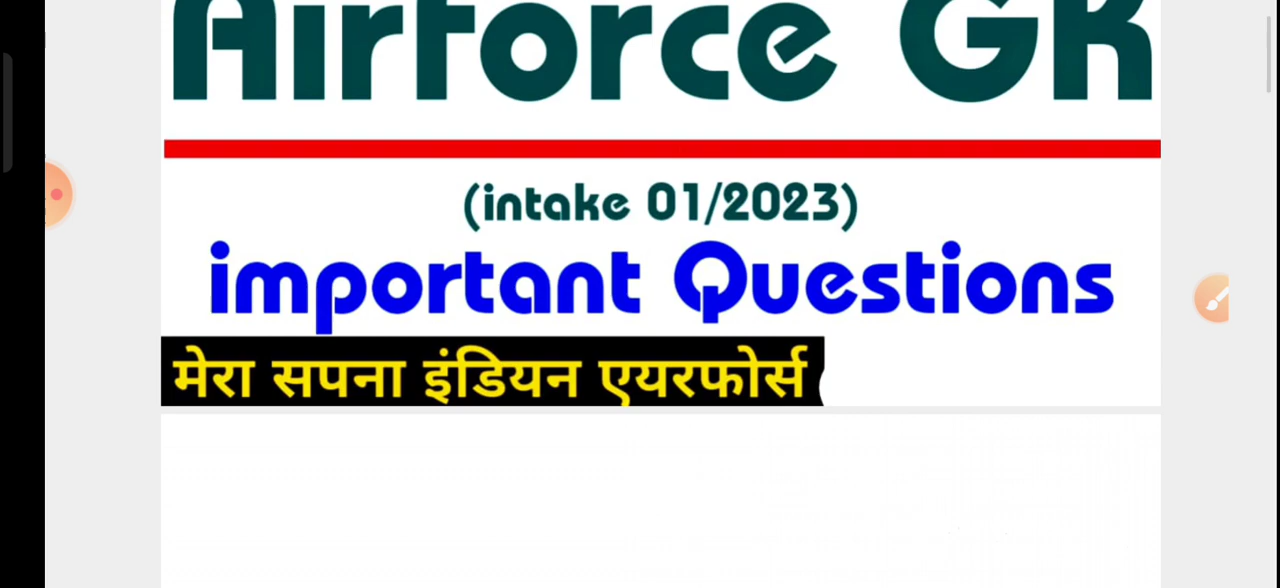 Airforce GK
(intake 01/2023)
important Questions
मेरा सपना इंडियन एयरफोर्स